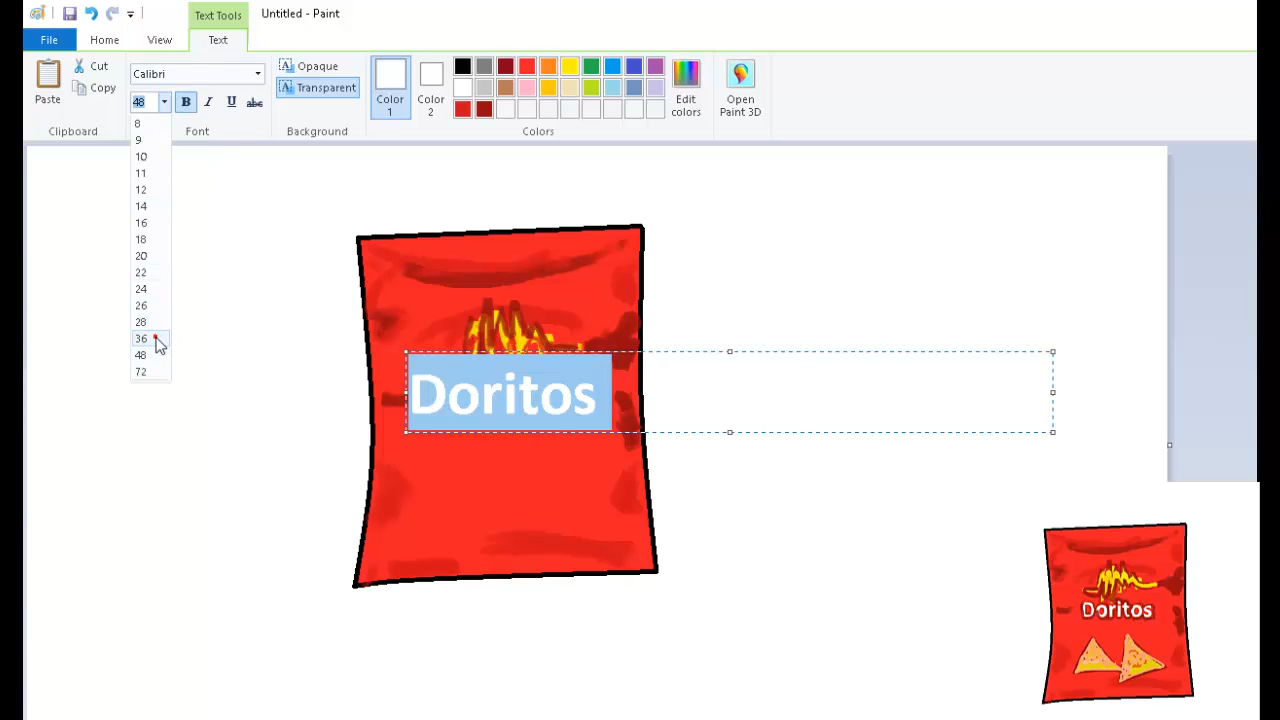 Text Tools
Untitled - Paint
File
Home
View
Text
Paste
Cut
Copy
Clipboard
Calibri
48
B I U abc
Font
Opaque
Transparent
Background
Color 1
Color 2
Edit colors
Colors
Open Paint 3D
8
9
10
11
12
14
16
18
20
22
24
26
28
36
48
72
Doritos
Doritos